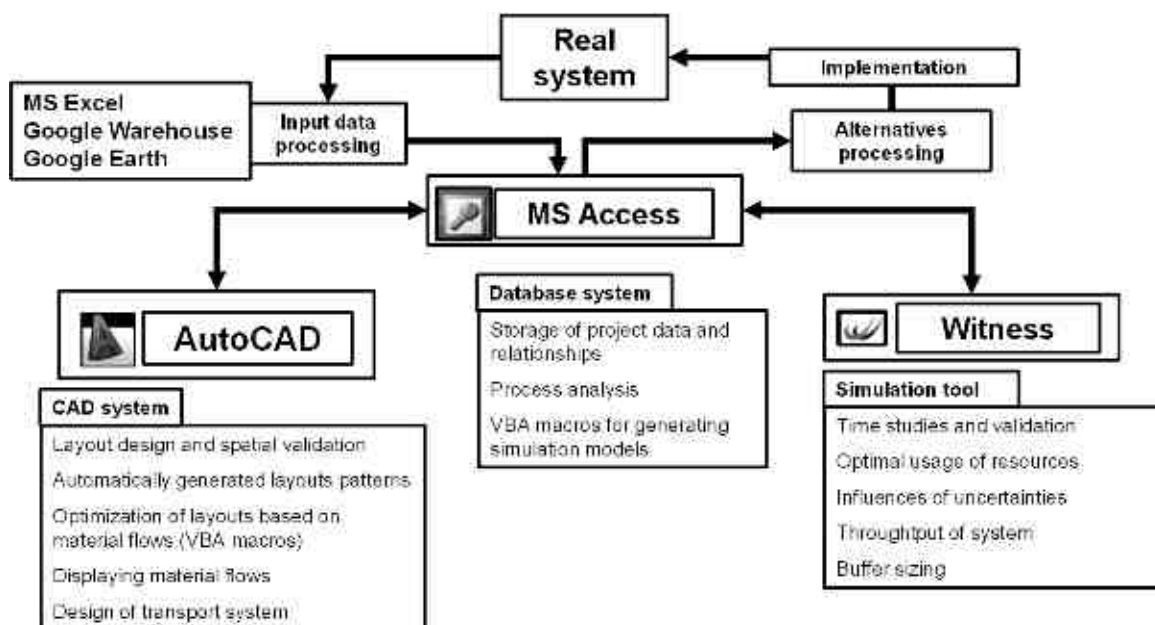 Real
system
Implementation
MS Excel
Google Warehouse
Google Earth
Input data
processing
Alternatives
processing
MS Access
AutoCAD
Database system
Storage of project data and
relationships
Process analysis
VBA macros for generating
simulation models
Witness
CAD system
Layout design and spatial validation
Automatically generated layouts patterns
Optimization of layouts based on
material flows (VBA macros)
Displaying material flows
Design of transport system
Simulation tool
Time studies and validation
Optimal usage of resources
Influences of uncertainties
Throughtput of system
Buffer sizing